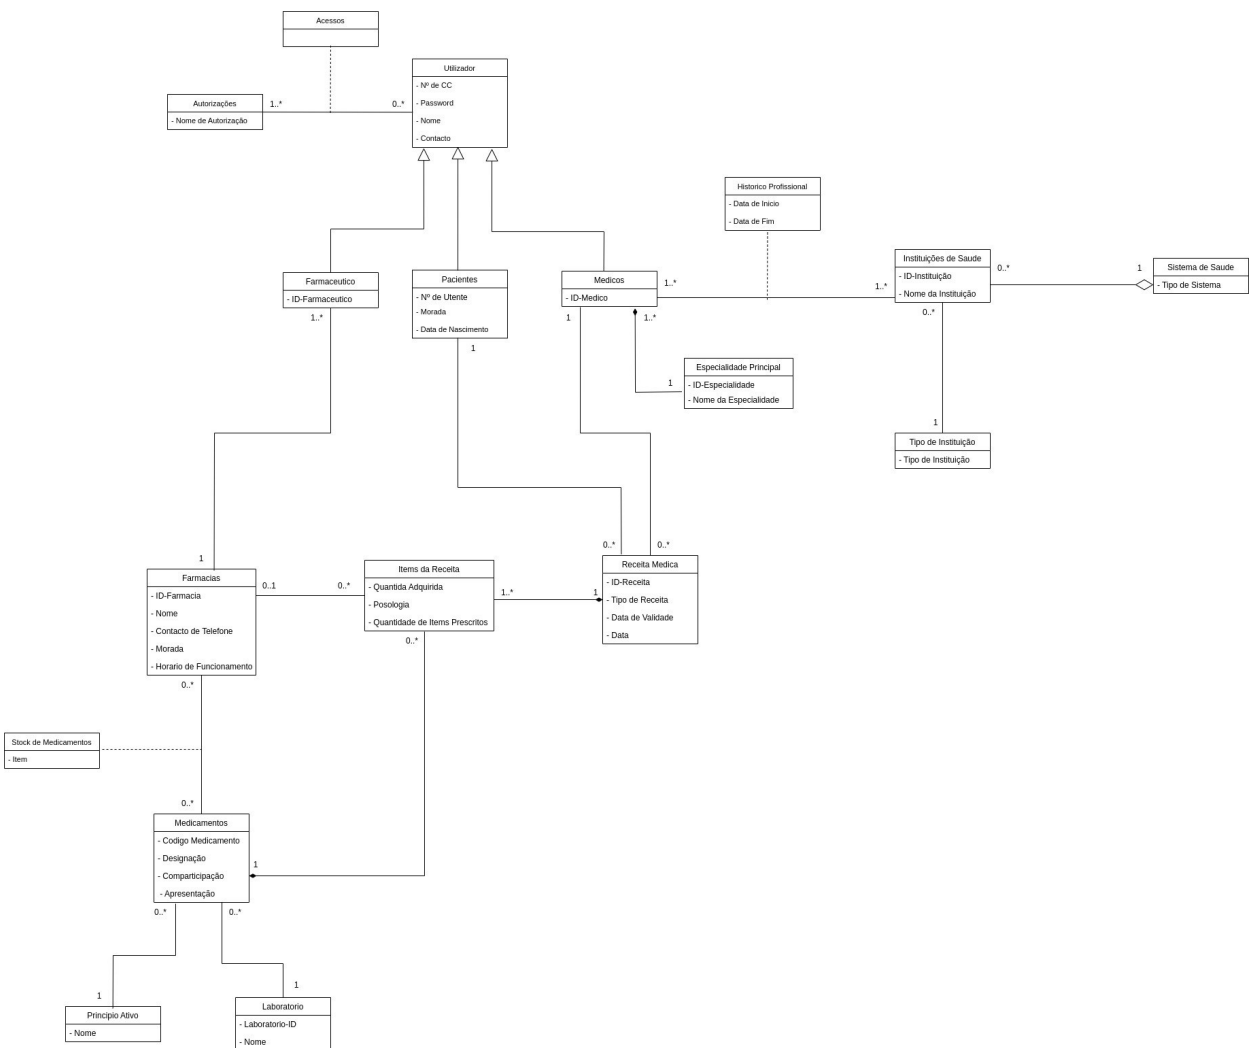 Acessos
Utilizador
- Nº de CC
- Password
- Nome
- Contacto
Autorizações
- Nome de Autorização
1..*
0..*
Historico Profissional
- Data de Inicio
- Data de Fim
Farmaceutico
- ID-Farmaceutico
1..*
Pacientes
- Nº de Utente
- Morada
- Data de Nascimento
1
Medicos
- ID-Medico
1..*
1..*
1
1..*
Instituições de Saude
- ID-Instituição
- Nome da Instituição
0..*
1
Sistema de Saude
- Tipo de Sistema
0..*
Especialidade Principal
- ID-Especialidade
- Nome da Especialidade
1
1
Tipo de Instituição
- Tipo de Instituição
1
Farmacias
- ID-Farmacia
- Nome
- Contacto de Telefone
- Morada
- Horario de Funcionamento
0..1
0..*
Items da Receita
- Quantida Adquirida
- Posologia
- Quantidade de Items Prescritos
1..*
1
0..*
0..*
Receita Medica
- ID-Receita
- Tipo de Receita
- Data de Validade
- Data
0..*
0..*
Stock de Medicamentos
- Item
0..*
Medicamentos
- Codigo Medicamento
- Designação
- Comparticipação
- Apresentação
1
0..*
0..*
1
1
Principio Ativo
- Nome
Laboratorio
- Laboratorio-ID
- Nome